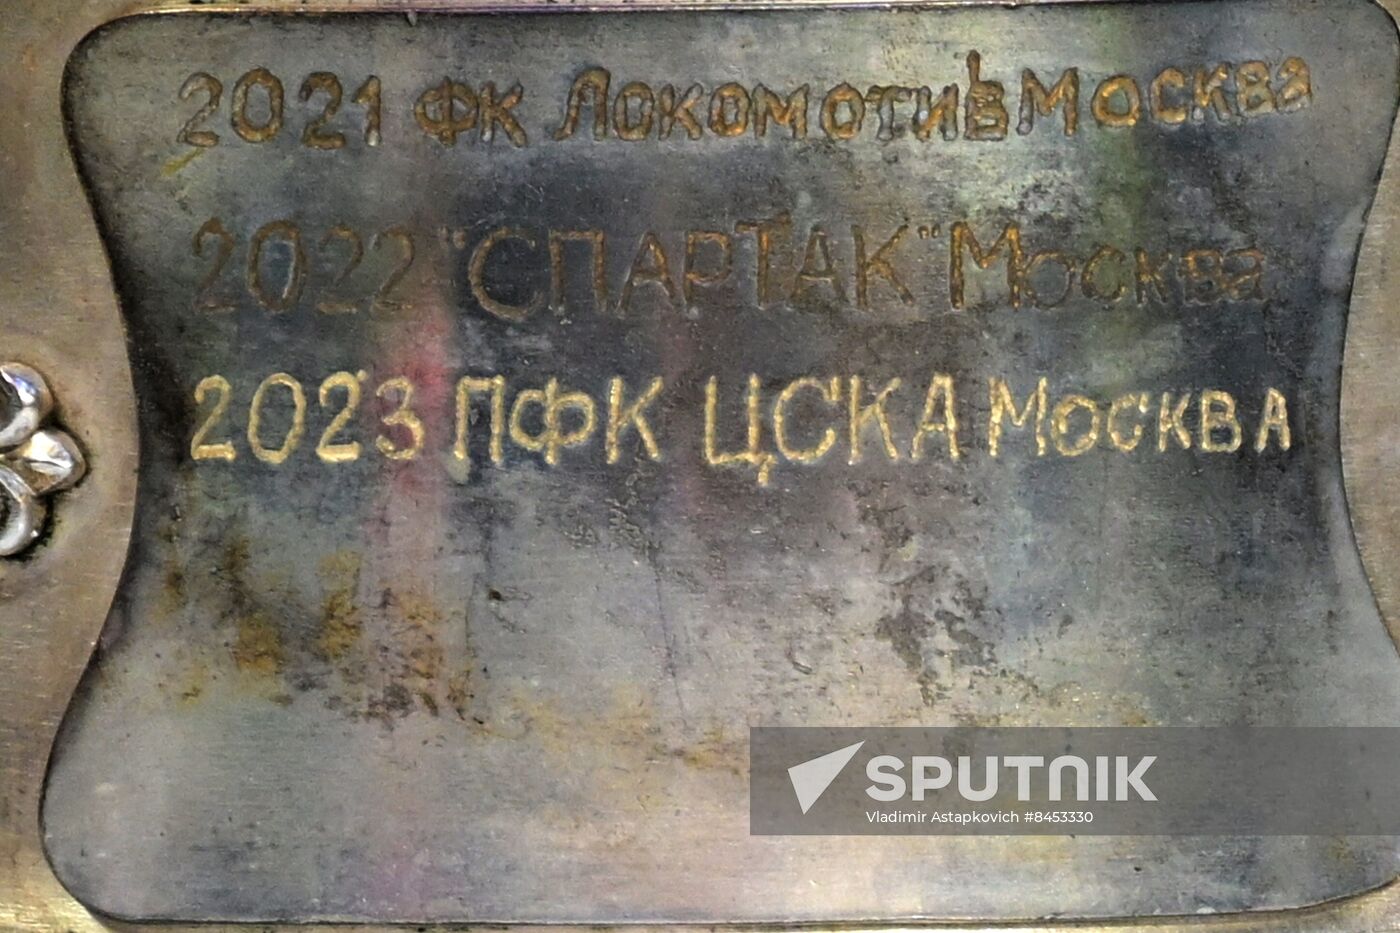 2021 ФК Локомотив Москва
2022 "СПАРТАК" Москва
2023 ПФК ЦСКА Москва
SPUTNIK
Vladimir Astapkovich #8453330